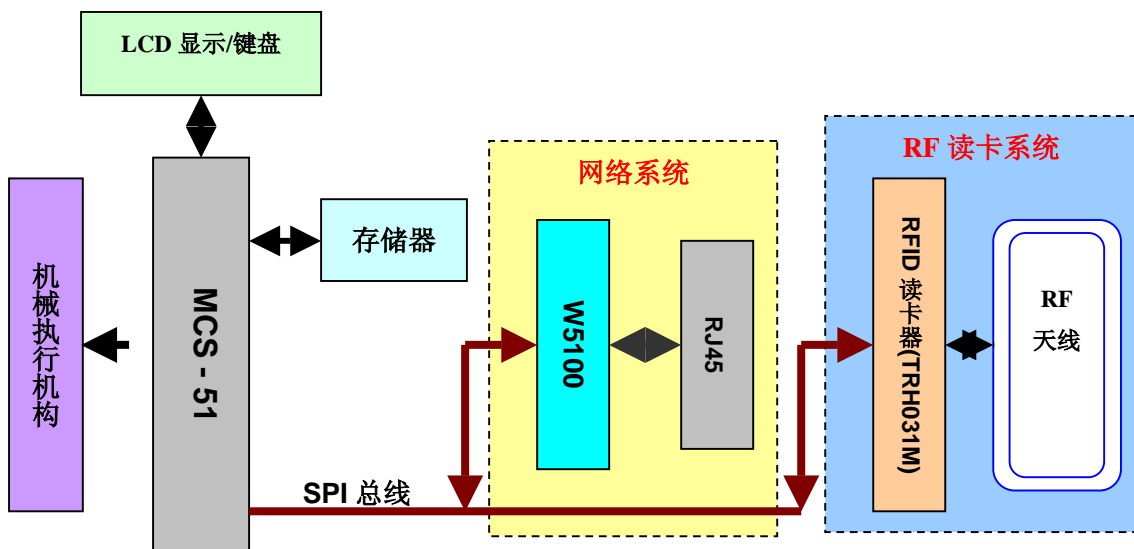 LCD 显示/键盘
机械执行机构
MCS - 51
存储器
SPI 总线
网络系统
W5100
RJ45
RF 读卡系统
RFID 读卡器(TRH031M)
RF
天线